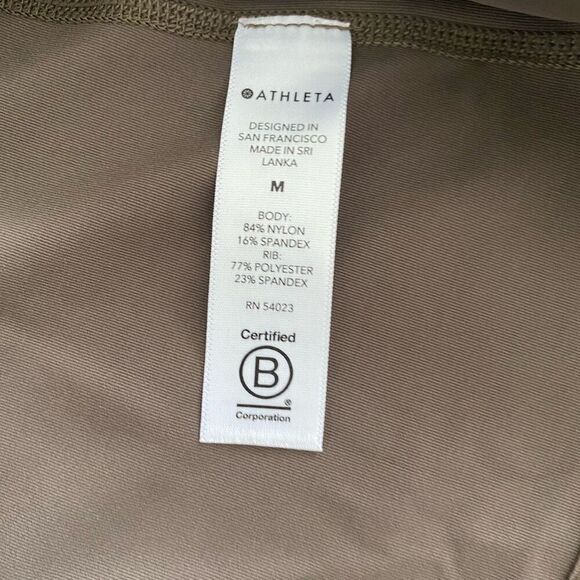 ATHLETA
DESIGNED IN
SAN FRANCISCO
MADE IN SRI
LANKA
M
BODY:
84% NYLON
16% SPANDEX
RIB:
77% POLYESTER
23% SPANDEX
RN 54023
Certified
B
®
Corporation